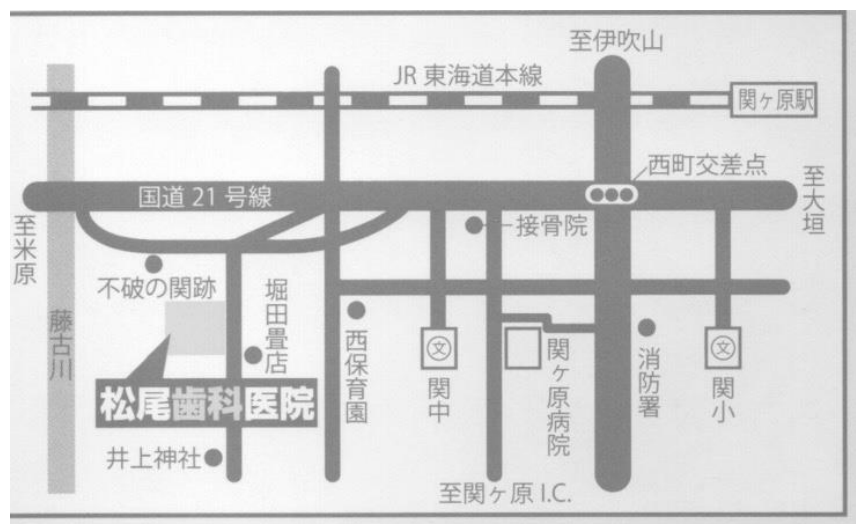 至伊吹山
JR 東海道本線
関ヶ原駅
西町交差点
国道 21 号線
至大垣
至米原
接骨院
不破の関跡
堀田畳店
藤古川
西保育園
関中
文
関ヶ原病院
消防署
文
関小
松尾歯科医院
井上神社
至関ヶ原 I.C.